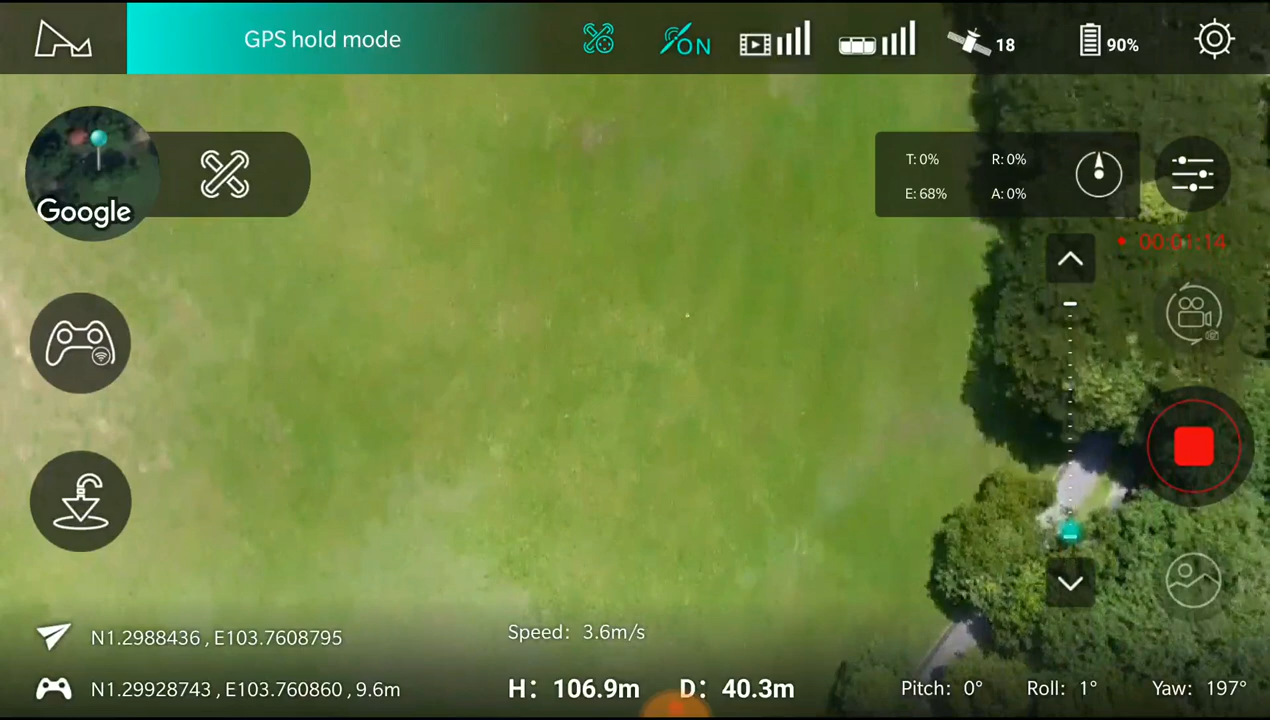 GPS hold mode
ON
18
90%
Google
T: 0%
R: 0%
E: 68%
A: 0%
00:01:14
N1.2988436 , E103.7608795
Speed: 3.6m/s
N1.29928743 , E103.760860 , 9.6m
H: 106.9m
D: 40.3m
Pitch: 0°
Roll: 1°
Yaw: 197°